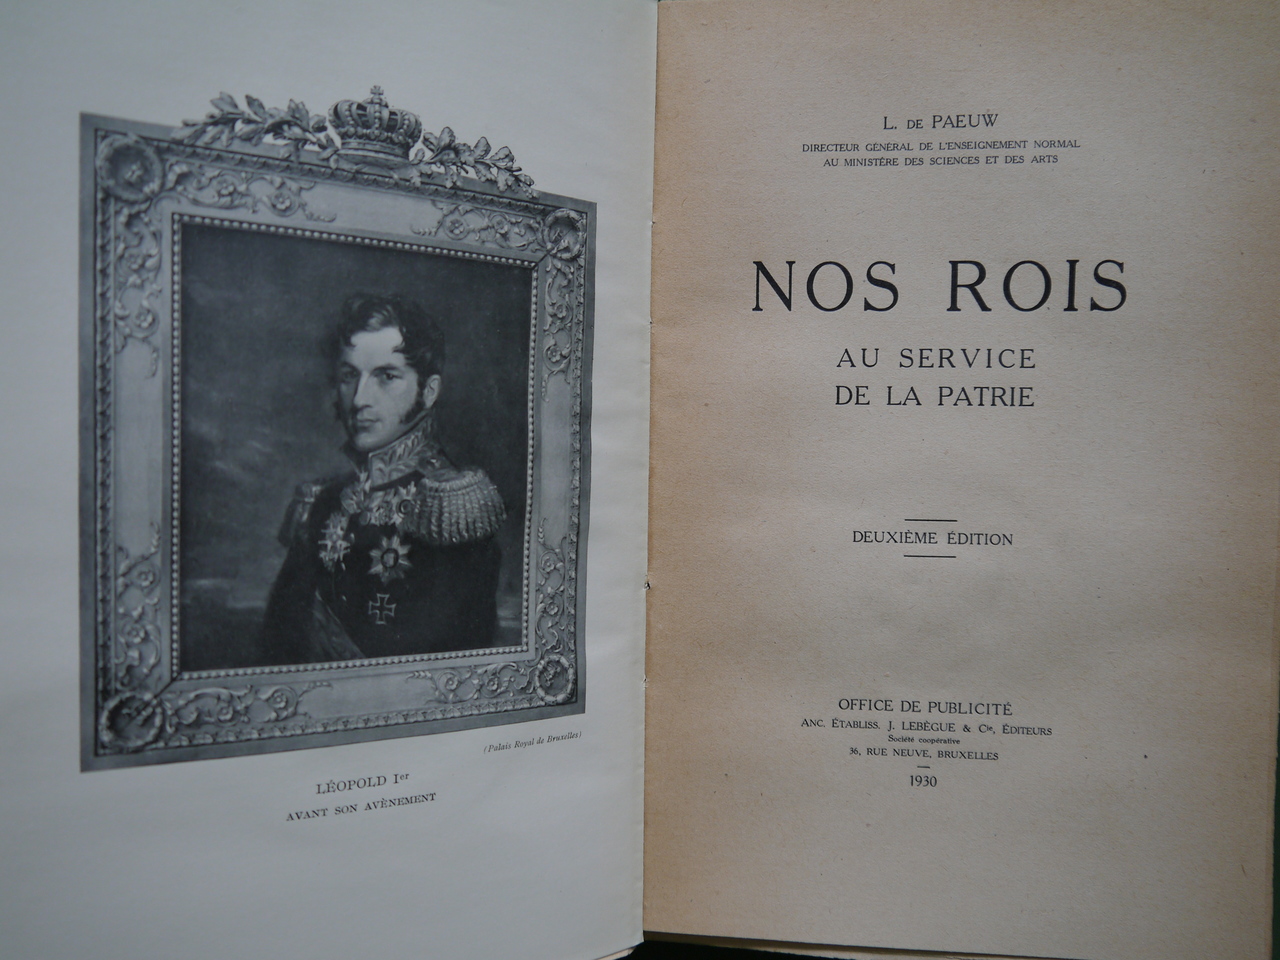 (Palais Royal de Bruxelles)
LÉOPOLD Ier
AVANT SON AVÈNEMENT
L. DE PAEUW
DIRECTEUR GÉNÉRAL DE L'ENSEIGNEMENT NORMAL
AU MINISTÈRE DES SCIENCES ET DES ARTS
NOS ROIS
AU SERVICE
DE LA PATRIE
DEUXIÈME ÉDITION
OFFICE DE PUBLICITÉ
ANC. ÉTABLISS. J. LEBÈGUE & Cie, ÉDITEURS
Société coopérative
36, RUE NEUVE, BRUXELLES
1930